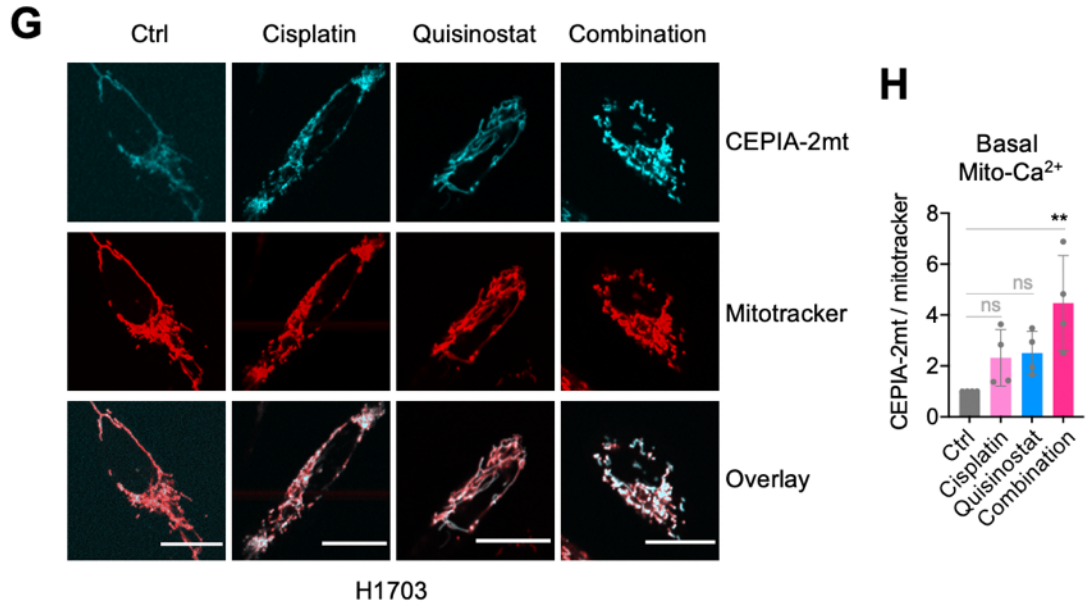 G
Ctrl Cisplatin Quisinostat Combination
CEPIA-2mt
Mitotracker
Overlay
H1703
H
Basal
Mito-Ca²⁺
CEPIA-2mt / mitotracker
8
6
4
2
0
**
ns
ns
Ctrl
Cisplatin
Quisinostat
Combination